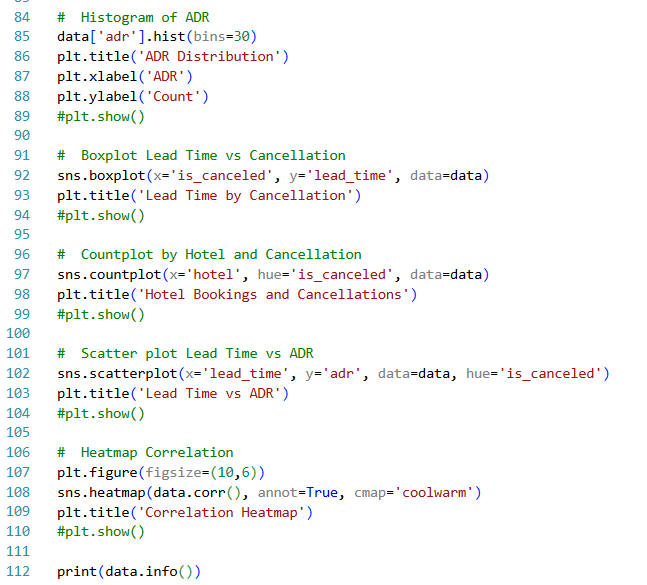 84 #  Histogram of ADR
85 data['adr'].hist(bins=30)
86 plt.title('ADR Distribution')
87 plt.xlabel('ADR')
88 plt.ylabel('Count')
89 #plt.show()
90
91 #  Boxplot Lead Time vs Cancellation
92 sns.boxplot(x='is_canceled', y='lead_time', data=data)
93 plt.title('Lead Time by Cancellation')
94 #plt.show()
95
96 #  Countplot by Hotel and Cancellation
97 sns.countplot(x='hotel', hue='is_canceled', data=data)
98 plt.title('Hotel Bookings and Cancellations')
99 #plt.show()
100
101 #  Scatter plot Lead Time vs ADR
102 sns.scatterplot(x='lead_time', y='adr', data=data, hue='is_canceled')
103 plt.title('Lead Time vs ADR')
104 #plt.show()
105
106 #  Heatmap Correlation
107 plt.figure(figsize=(10,6))
108 sns.heatmap(data.corr(), annot=True, cmap='coolwarm')
109 plt.title('Correlation Heatmap')
110 #plt.show()
111
112 print(data.info())